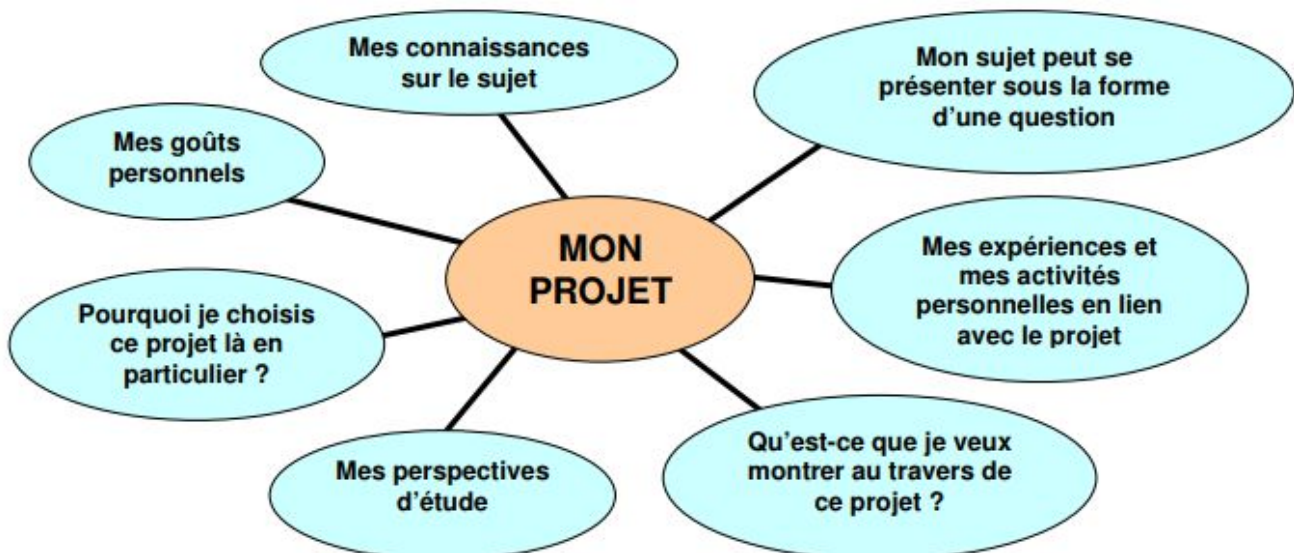 Mes connaissances
sur le sujet
Mon sujet peut se
présenter sous la forme
d'une question
Mes goûts
personnels
MON
PROJET
Mes expériences et
mes activités
personnelles en lien
avec le projet
Pourquoi je choisis
ce projet là en
particulier ?
Mes perspectives
d'étude
Qu'est-ce que je veux
montrer au travers de
ce projet ?